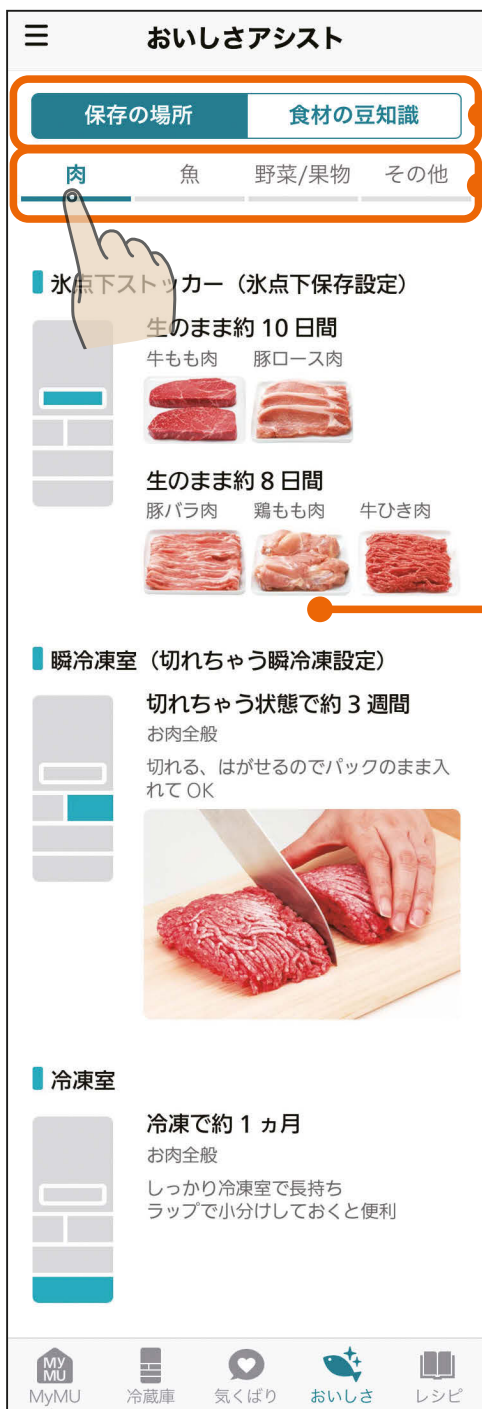 おいしさアシスト
保存の場所 食材の豆知識
肉 魚 野菜/果物 その他
氷点下ストッカー（氷点下保存設定）
生のまま約 10 日間
牛もも肉 豚ロース肉
生のまま約 8 日間
豚バラ肉 鶏もも肉 牛ひき肉
瞬冷凍室（切れちゃう瞬冷凍設定）
切れちゃう状態で約 3 週間
お肉全般
切れる、はがせるのでパックのまま入
れて OK
冷凍室
冷凍で約 1 ヵ月
お肉全般
しっかり冷凍室で長持ち
ラップで小分けしておくと便利
MY
MU
MyMU 冷蔵庫 気くばり おいしさ レシピ